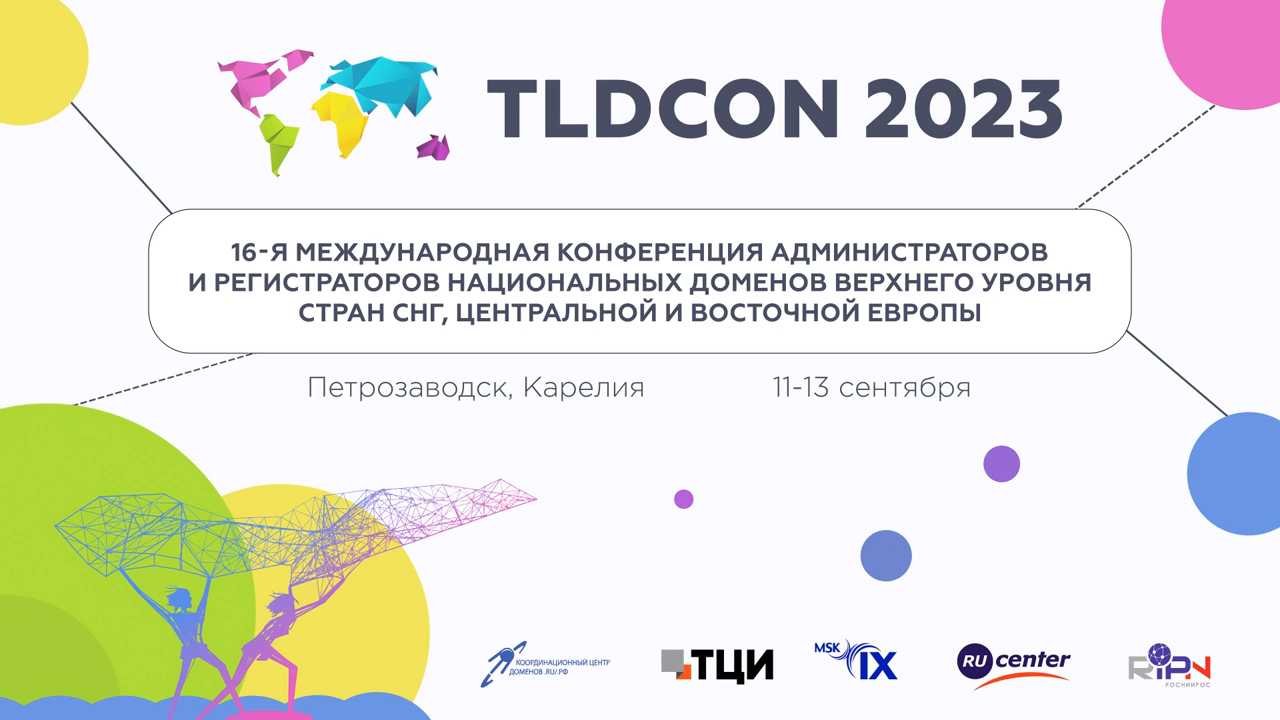 TLDCON 2023
16-Я МЕЖДУНАРОДНАЯ КОНФЕРЕНЦИЯ АДМИНИСТРАТОРОВ
И РЕГИСТРАТОРОВ НАЦИОНАЛЬНЫХ ДОМЕНОВ ВЕРХНЕГО УРОВНЯ
СТРАН СНГ, ЦЕНТРАЛЬНОЙ И ВОСТОЧНОЙ ЕВРОПЫ
Петрозаводск, Карелия
11-13 сентября
КООРДИНАЦИОННЫЙ ЦЕНТР
ДОМЕНОВ .RU/.РФ
ТЦИ
MSK
IX
RU center
RIPN
РОСНИИРОС